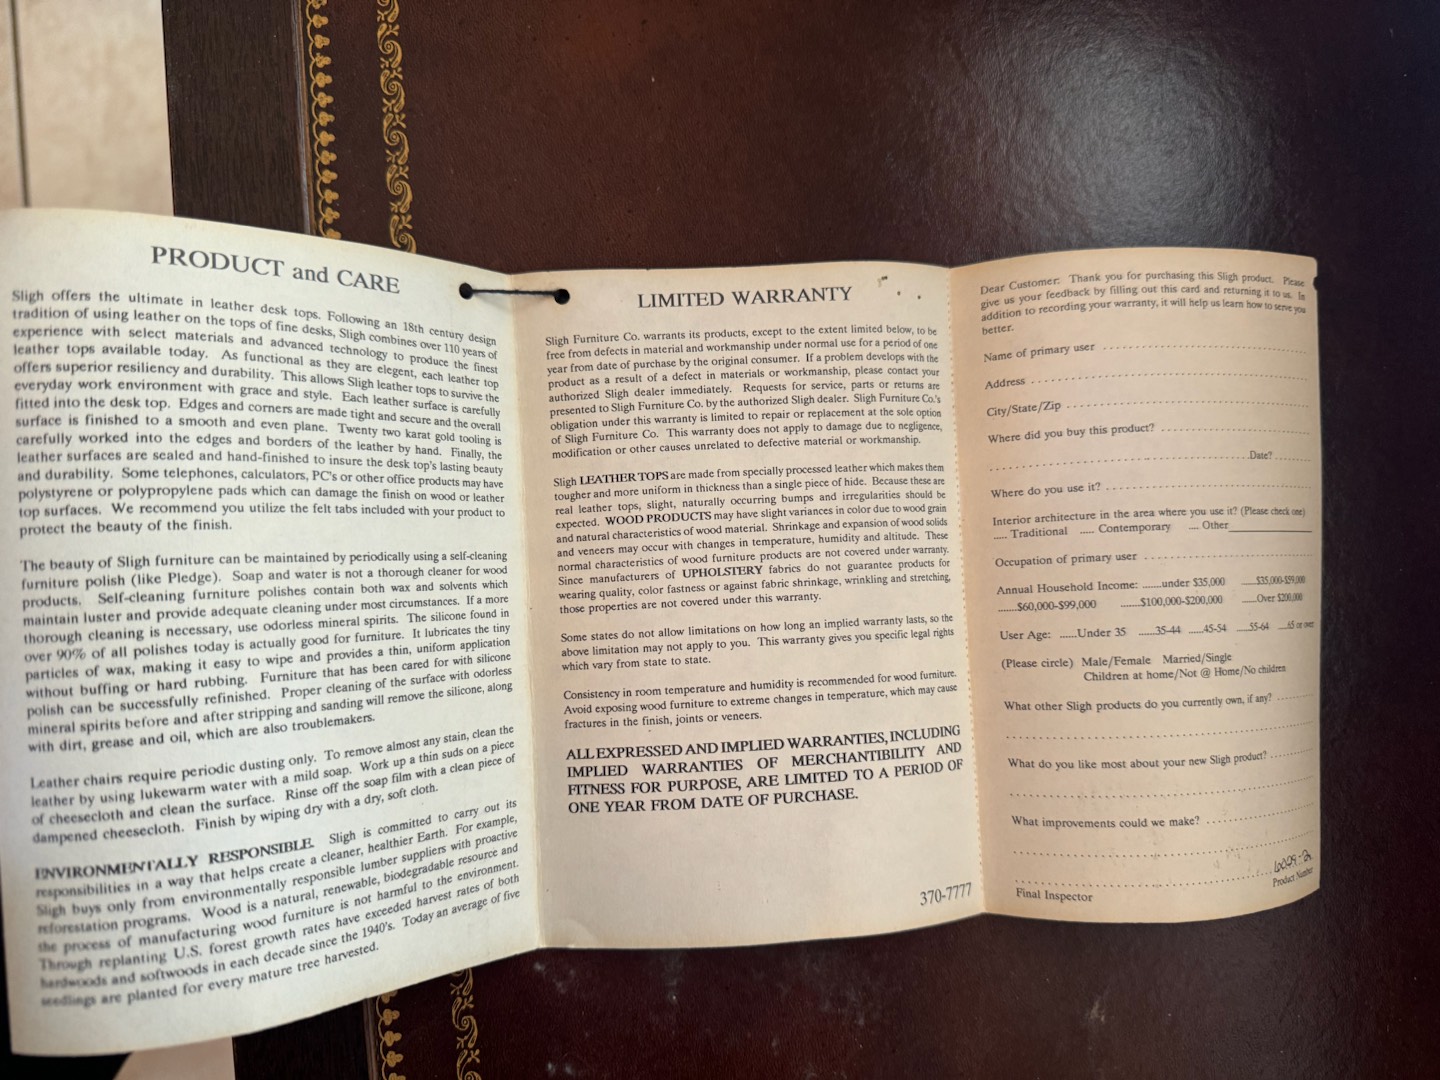 PRODUCT and CARE
Sligh offers the ultimate in leather desk tops. Following an 18th century design
tradition of using leather on the tops of fine desks, Sligh combines over 110 years of
experience with select materials and advanced technology to produce the finest
leather tops available today. As functional as they are elegant, each leather top
offers superior resiliency and durability. This allows Sligh leather tops to survive the
everyday work environment with grace and style. Each leather surface is carefully
fitted into the desk top. Edges and corners are made tight and secure and the overall
surface is finished to a smooth and even plane. Twenty two karat gold tooling is
carefully worked into the edges and borders of the leather by hand. Finally, the
leather surfaces are sealed and hand-finished to insure the desk top's lasting beauty
and durability. Some telephones, calculators, PC's or other office products may have
polystyrene or polypropylene pads which can damage the finish on wood or leather
top surfaces. We recommend you utilize the felt tabs included with your product to
protect the beauty of the finish.
The beauty of Sligh furniture can be maintained by periodically using a self-cleaning
furniture polish (like Pledge). Soap and water is not a thorough cleaner for wood
products. Self-cleaning furniture polishes contain both wax and solvents which
maintain luster and provide adequate cleaning under most circumstances. If a more
thorough cleaning is necessary, use odorless mineral spirits. The silicone found in
over 90% of all polishes today is actually good for furniture. It lubricates the tiny
particles of wax, making it easy to wipe and provides a thin, uniform application
without buffing or hard rubbing. Furniture that has been cared for with silicone
polish can be successfully refinished. Proper cleaning of the surface with odorless
mineral spirits before and after stripping and sanding will remove the silicone, along
with dirt, grease and oil, which are also troublemakers.
Leather chairs require periodic dusting only. To remove almost any stain, clean the
leather by using lukewarm water with a mild soap. Work up a thin suds on a piece
of cheesecloth and clean the surface. Rinse off the soap film with a clean piece of
dampened cheesecloth. Finish by wiping dry with a dry, soft cloth.
ENVIRONMENTALLY RESPONSIBLE. Sligh is committed to carry out its
responsibilities in a way that helps create a cleaner, healthier Earth. For example,
Sligh buys only from environmentally responsible lumber suppliers with proactive
reforestation programs. Wood is a natural, renewable, biodegradable resource and
the process of manufacturing wood furniture is not harmful to the environment.
Through replanting U.S. forest growth rates have exceeded harvest rates of both
hardwoods and softwoods in each decade since the 1940's. Today an average of five
seedlings are planted for every mature tree harvested.
LIMITED WARRANTY
Sligh Furniture Co. warrants its products, except to the extent limited below, to be
free from defects in material and workmanship under normal use for a period of one
year from date of purchase by the original consumer. If a problem develops with the
product as a result of a defect in materials or workmanship, please contact your
authorized Sligh dealer immediately. Requests for service, parts or returns are
presented to Sligh Furniture Co. by the authorized Sligh dealer. Sligh Furniture Co.'s
obligation under this warranty is limited to repair or replacement at the sole option
of Sligh Furniture Co. This warranty does not apply to damage due to negligence,
modification or other causes unrelated to defective material or workmanship.
Sligh LEATHER TOPS are made from specially processed leather which makes them
tougher and more uniform in thickness than a single piece of hide. Because these are
real leather tops, slight, naturally occurring bumps and irregularities should be
expected. WOOD PRODUCTS may have slight variances in color due to wood grain
and natural characteristics of wood material. Shrinkage and expansion of wood solids
and veneers may occur with changes in temperature, humidity and altitude. These
normal characteristics of wood furniture products are not covered under warranty.
Since manufacturers of UPHOLSTERY fabrics do not guarantee products for
wearing quality, color fastness or against fabric shrinkage, wrinkling and stretching,
those properties are not covered under this warranty.
Some states do not allow limitations on how long an implied warranty lasts, so the
above limitation may not apply to you. This warranty gives you specific legal rights
which vary from state to state.
Consistency in room temperature and humidity is recommended for wood furniture.
Avoid exposing wood furniture to extreme changes in temperature, which may cause
fractures in the finish, joints or veneers.
ALL EXPRESSED AND IMPLIED WARRANTIES, INCLUDING
IMPLIED WARRANTIES OF MERCHANTIBILITY AND
FITNESS FOR PURPOSE, ARE LIMITED TO A PERIOD OF
ONE YEAR FROM DATE OF PURCHASE.
370-7777
Dear Customer: Thank you for purchasing this Sligh product. Please
give us your feedback by filling out this card and returning it to us. In
addition to recording your warranty, it will help us learn how to serve you
better.
Name of primary user
Address
City/State/Zip
Where did you buy this product?
Date?
Where do you use it?
Interior architecture in the area where you use it? (Please check one)
..... Traditional ..... Contemporary .... Other
Occupation of primary user
Annual Household Income: ......under $35,000 ......$35,000-$59,000
......$60,000-$99,000 ......$100,000-$200,000 ......Over $200,000
User Age: ......Under 35 ......35-44 .....45-54 .....55-64 .....65 or over
(Please circle) Male/Female Married/Single
Children at home/Not @ Home/No children
What other Sligh products do you currently own, if any?
What do you like most about your new Sligh product?
What improvements could we make?
Final Inspector
Product Number